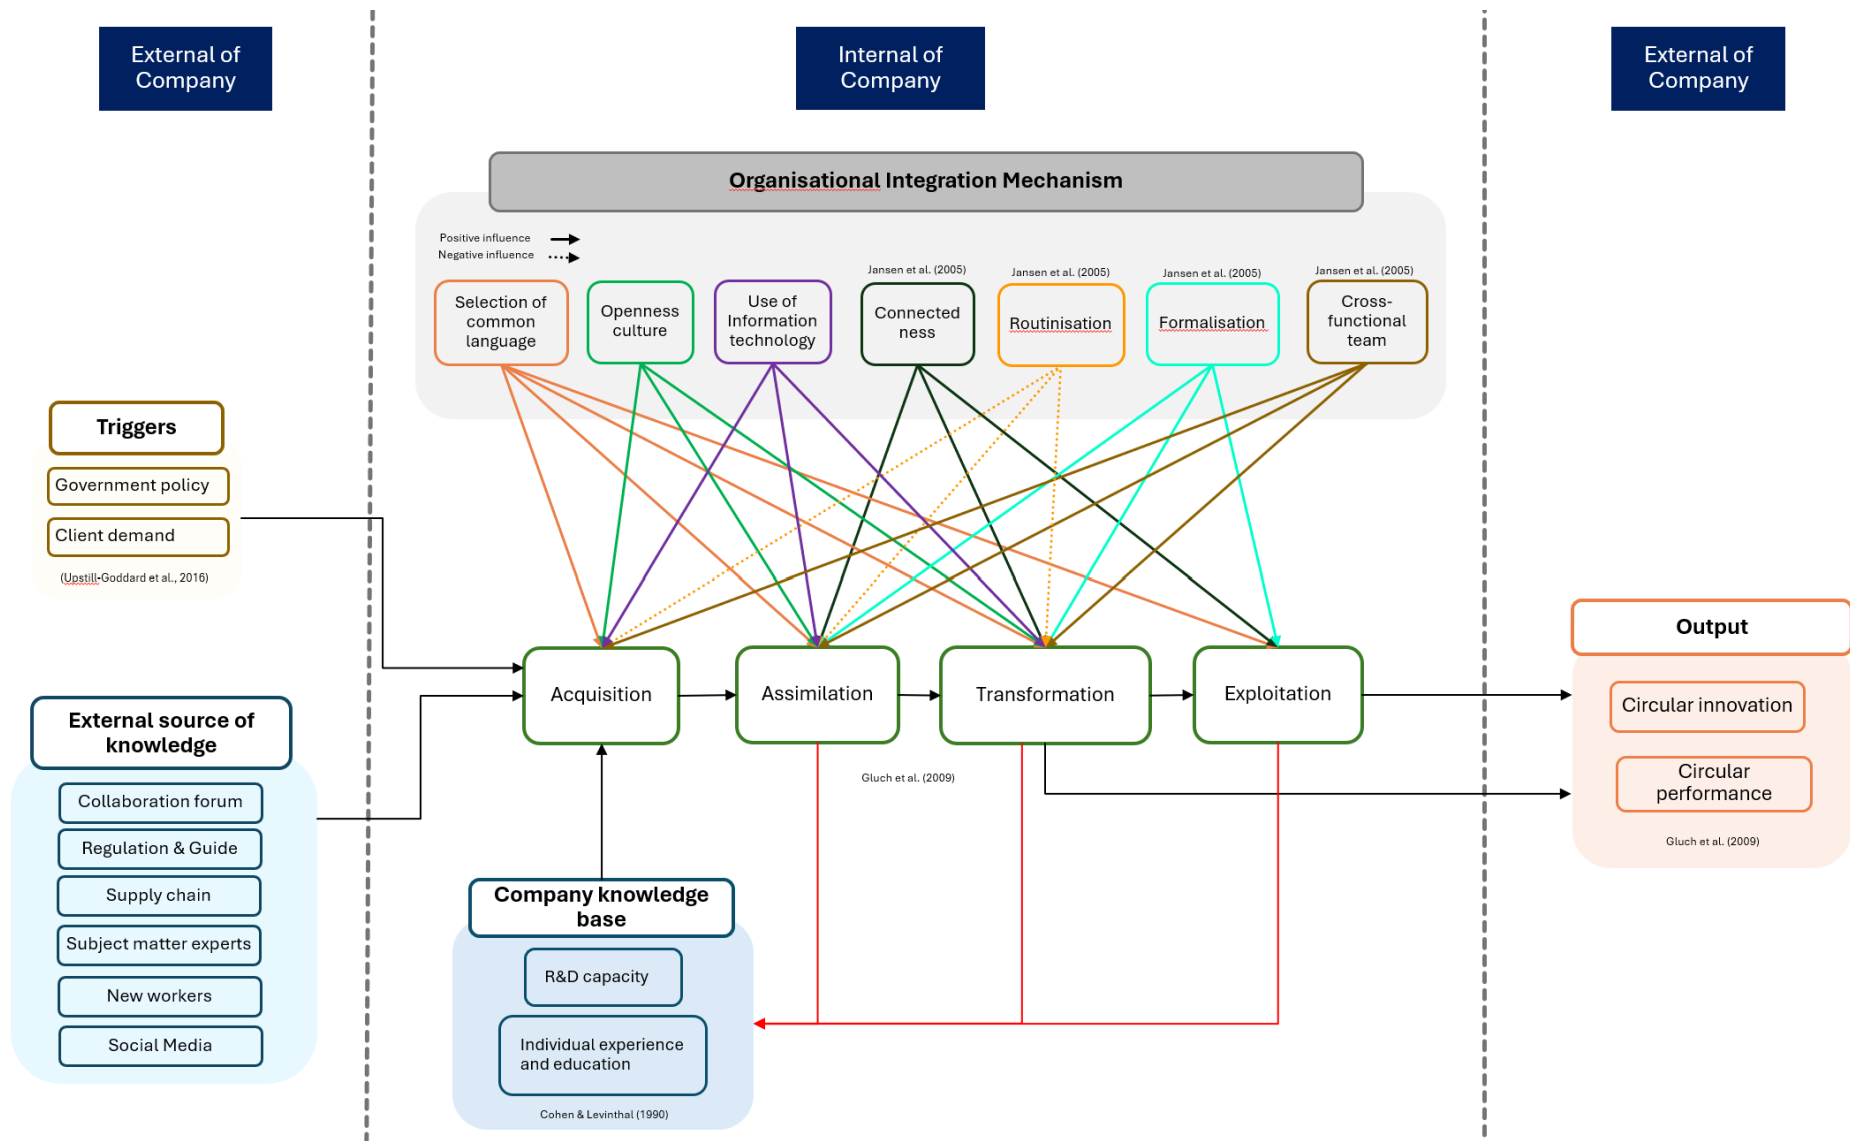 External of
Company
Internal of
Company
External of
Company
Organisational Integration Mechanism
Positive influence
Negative influence
Jansen et al. (2005)
Jansen et al. (2005)
Jansen et al. (2005)
Jansen et al. (2005)
Selection of
common
language
Openness
culture
Use of
Information
technology
Connected
ness
Routinisation
Formalisation
Cross-
functional
team
Triggers
Government policy
Client demand
(Upstill-Goddard et al., 2016)
External source of
knowledge
Collaboration forum
Regulation & Guide
Supply chain
Subject matter experts
New workers
Social Media
Acquisition
Assimilation
Transformation
Exploitation
Gluch et al. (2009)
Company knowledge
base
R&D capacity
Individual experience
and education
Cohen & Levinthal (1990)
Output
Circular innovation
Circular
performance
Gluch et al. (2009)